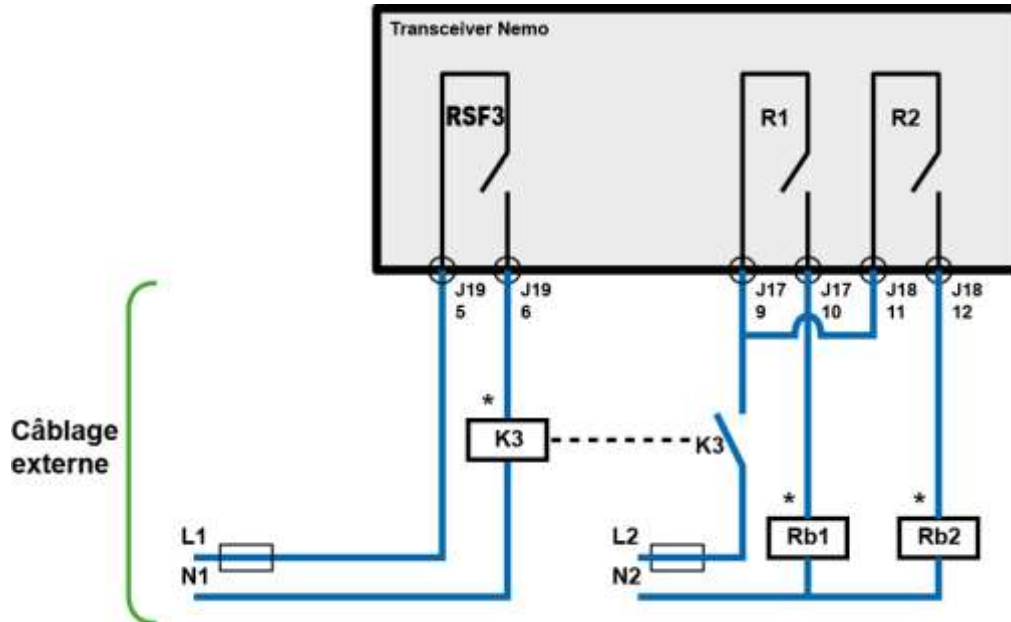 Transceiver Nemo
RSF3
R1
R2
J19
5
J19
6
J17
9
J17
10
J18
11
J18
12
Câblage
externe
*
K3
K3
*
Rb1
*
Rb2
L1
N1
L2
N2